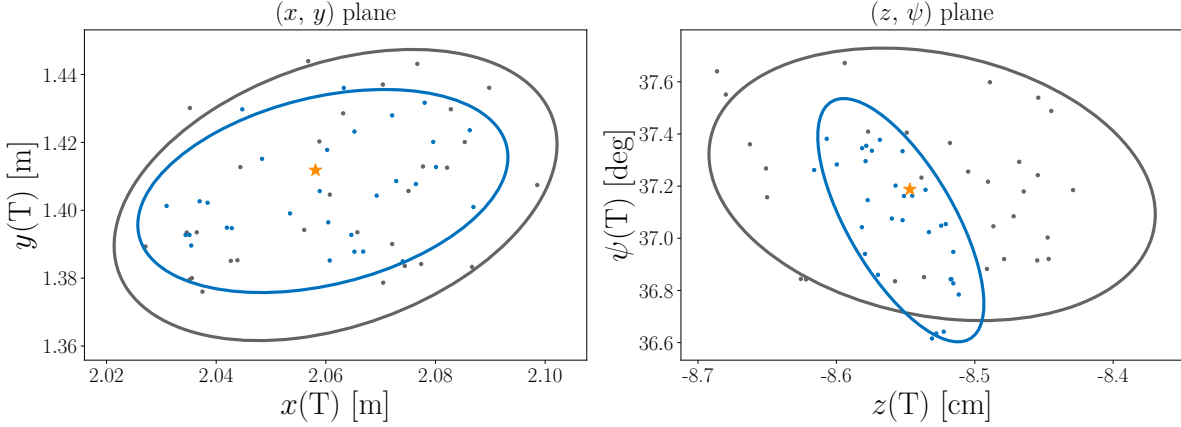 (x, y) plane
1.44
1.42
1.40
1.38
1.36
y(T) [m]
2.02 2.04 2.06 2.08 2.10
x(T) [m]
(z, ψ) plane
37.6
37.4
37.2
37.0
36.8
36.6
ψ(T) [deg]
-8.7 -8.6 -8.5 -8.4
z(T) [cm]